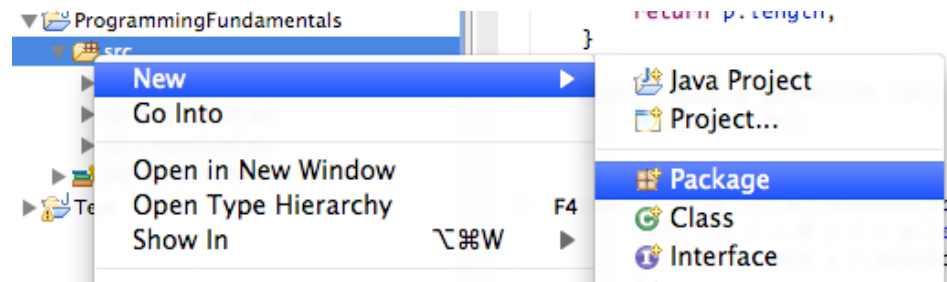 ProgrammingFundamentals
return p.length;
}
src
New
Java Project
Go Into
Project...
Open in New Window
Package
Open Type Hierarchy F4
Class
Show In ⌥⌘W
Interface